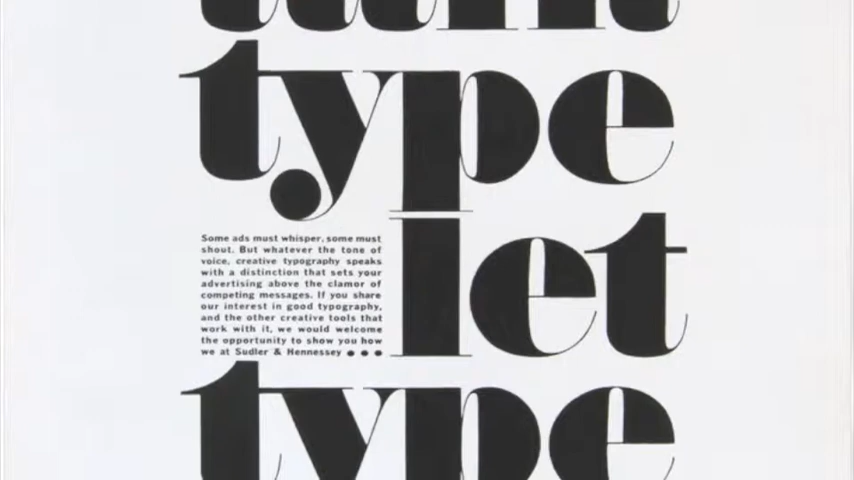 type
Some ads must whisper, some must
shout. But whatever the tone of
voice, creative typography speaks
with a distinction that sets your
advertising above the clamor of
competing messages. If you share
our interest in good typography,
and the other creative tools that
work with it, we would welcome
the opportunity to show you how
we at Sudler & Hennessey ● ● ●
let
type